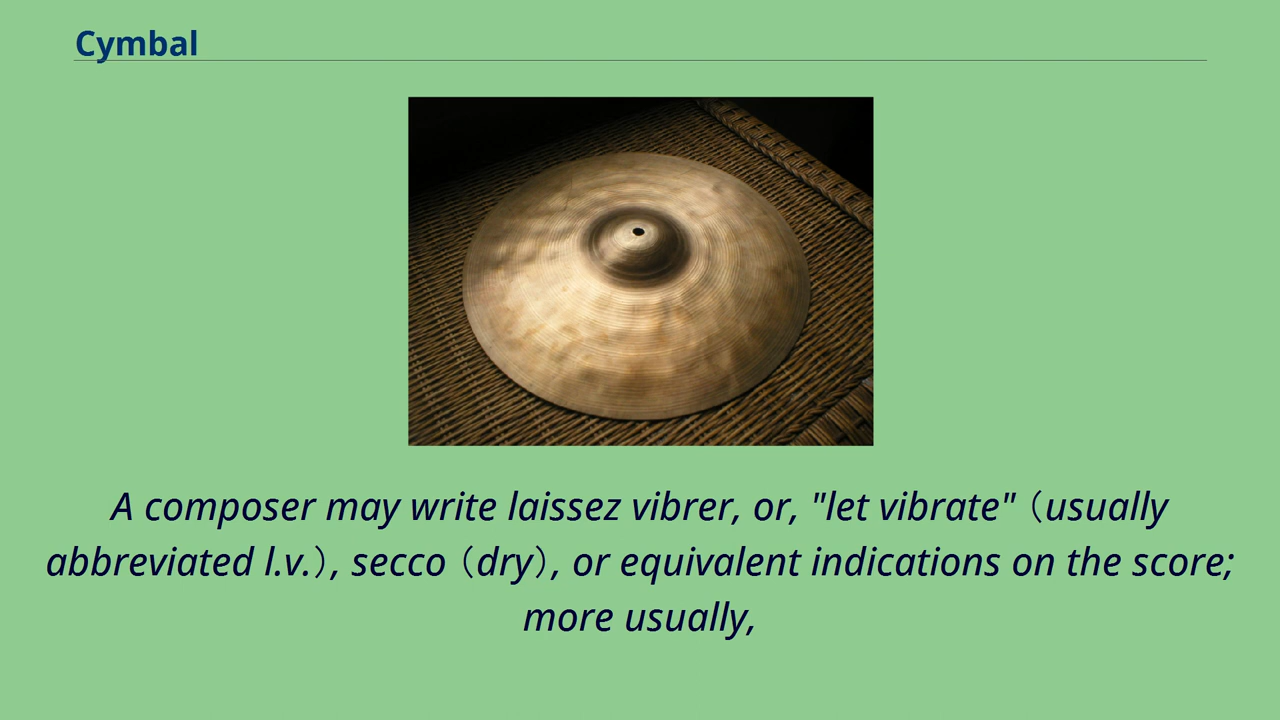 Cymbal
A composer may write laissez vibrer, or, "let vibrate"（usually
abbreviated l.v.）, secco（dry）, or equivalent indications on the score;
more usually,